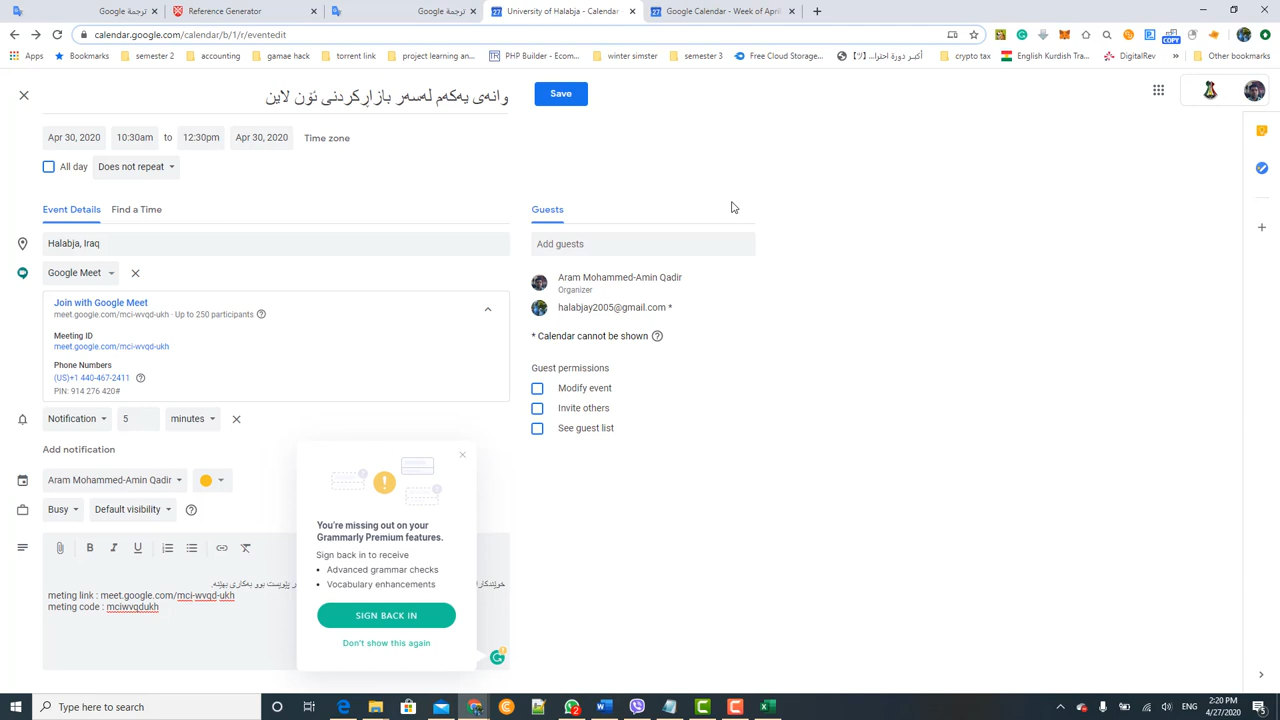 ترجمة Google
Reference Generator
ترجمة Google
University of Halabja - Calendar
Google Calendar - Week of April
calendar.google.com/calendar/b/1/r/eventedit
Apps
Bookmarks
semester 2
accounting
gamae hack
torrent link
project learning am...
PHP Builder - Ecom...
winter simster
semester 3
Free Cloud Storage...
crypto tax
English Kurdish Tra...
DigitalRev
Other bookmarks
وانەی یەکەم لەسەر بازاڕکردنی ئۆن لاین
Save
Apr 30, 2020 10:30am to 12:30pm Apr 30, 2020 Time zone
All day Does not repeat
Event Details Find a Time
Guests
Halabja, Iraq
Add guests
Google Meet
Aram Mohammed-Amin Qadir
Organizer
Join with Google Meet
meet.google.com/mci-wvqd-ukh · Up to 250 participants
halabjay2005@gmail.com *
Meeting ID
meet.google.com/mci-wvqd-ukh
* Calendar cannot be shown
Phone Numbers
(US)+1 440-467-2411
PIN: 914 276 420#
Guest permissions
Modify event
Invite others
See guest list
Notification 5 minutes
Add notification
Aram Mohammed-Amin Qadir
Busy Default visibility
You're missing out on your
Grammarly Premium features.
Sign back in to receive
• Advanced grammar checks
• Vocabulary enhancements
SIGN BACK IN
Don't show this again
پێویست بوو بەکاری بهێنە.
meting link : meet.google.com/mci-wvqd-ukh
meting code : mciwvqdukh
Type here to search
ENG
2:20 PM
4/27/2020